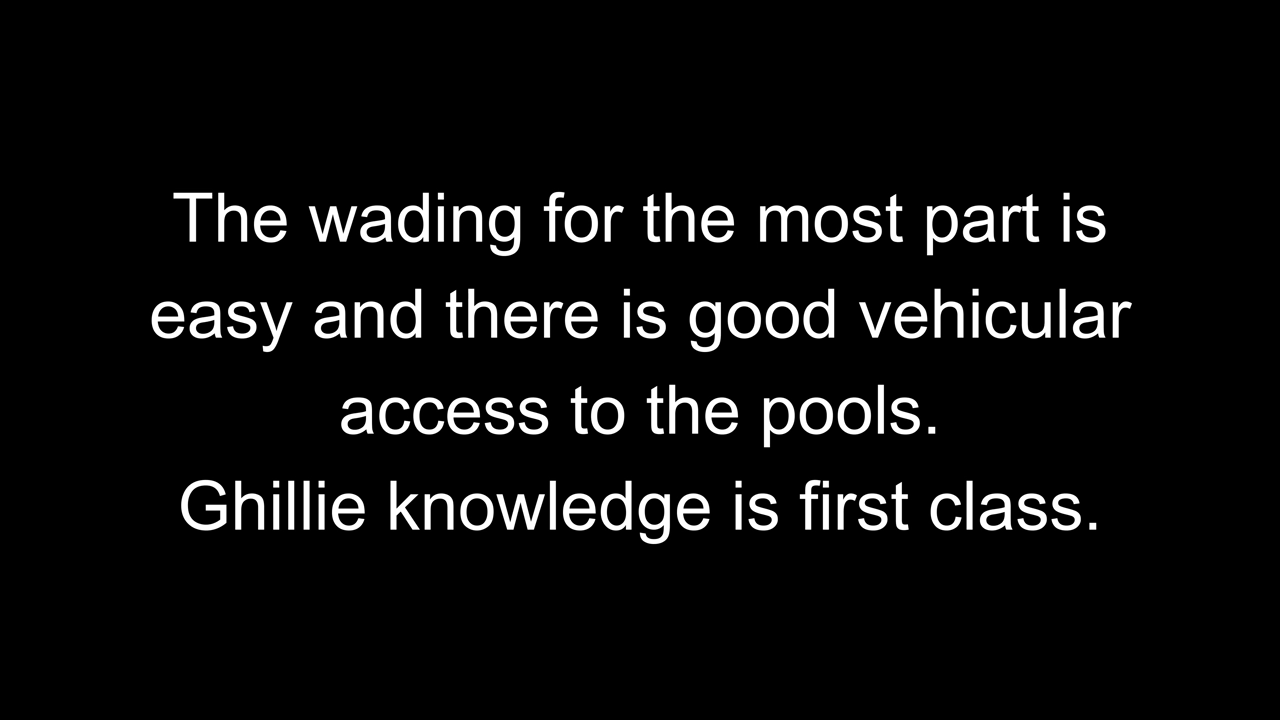 The wading for the most part is
easy and there is good vehicular
access to the pools.
Ghillie knowledge is first class.